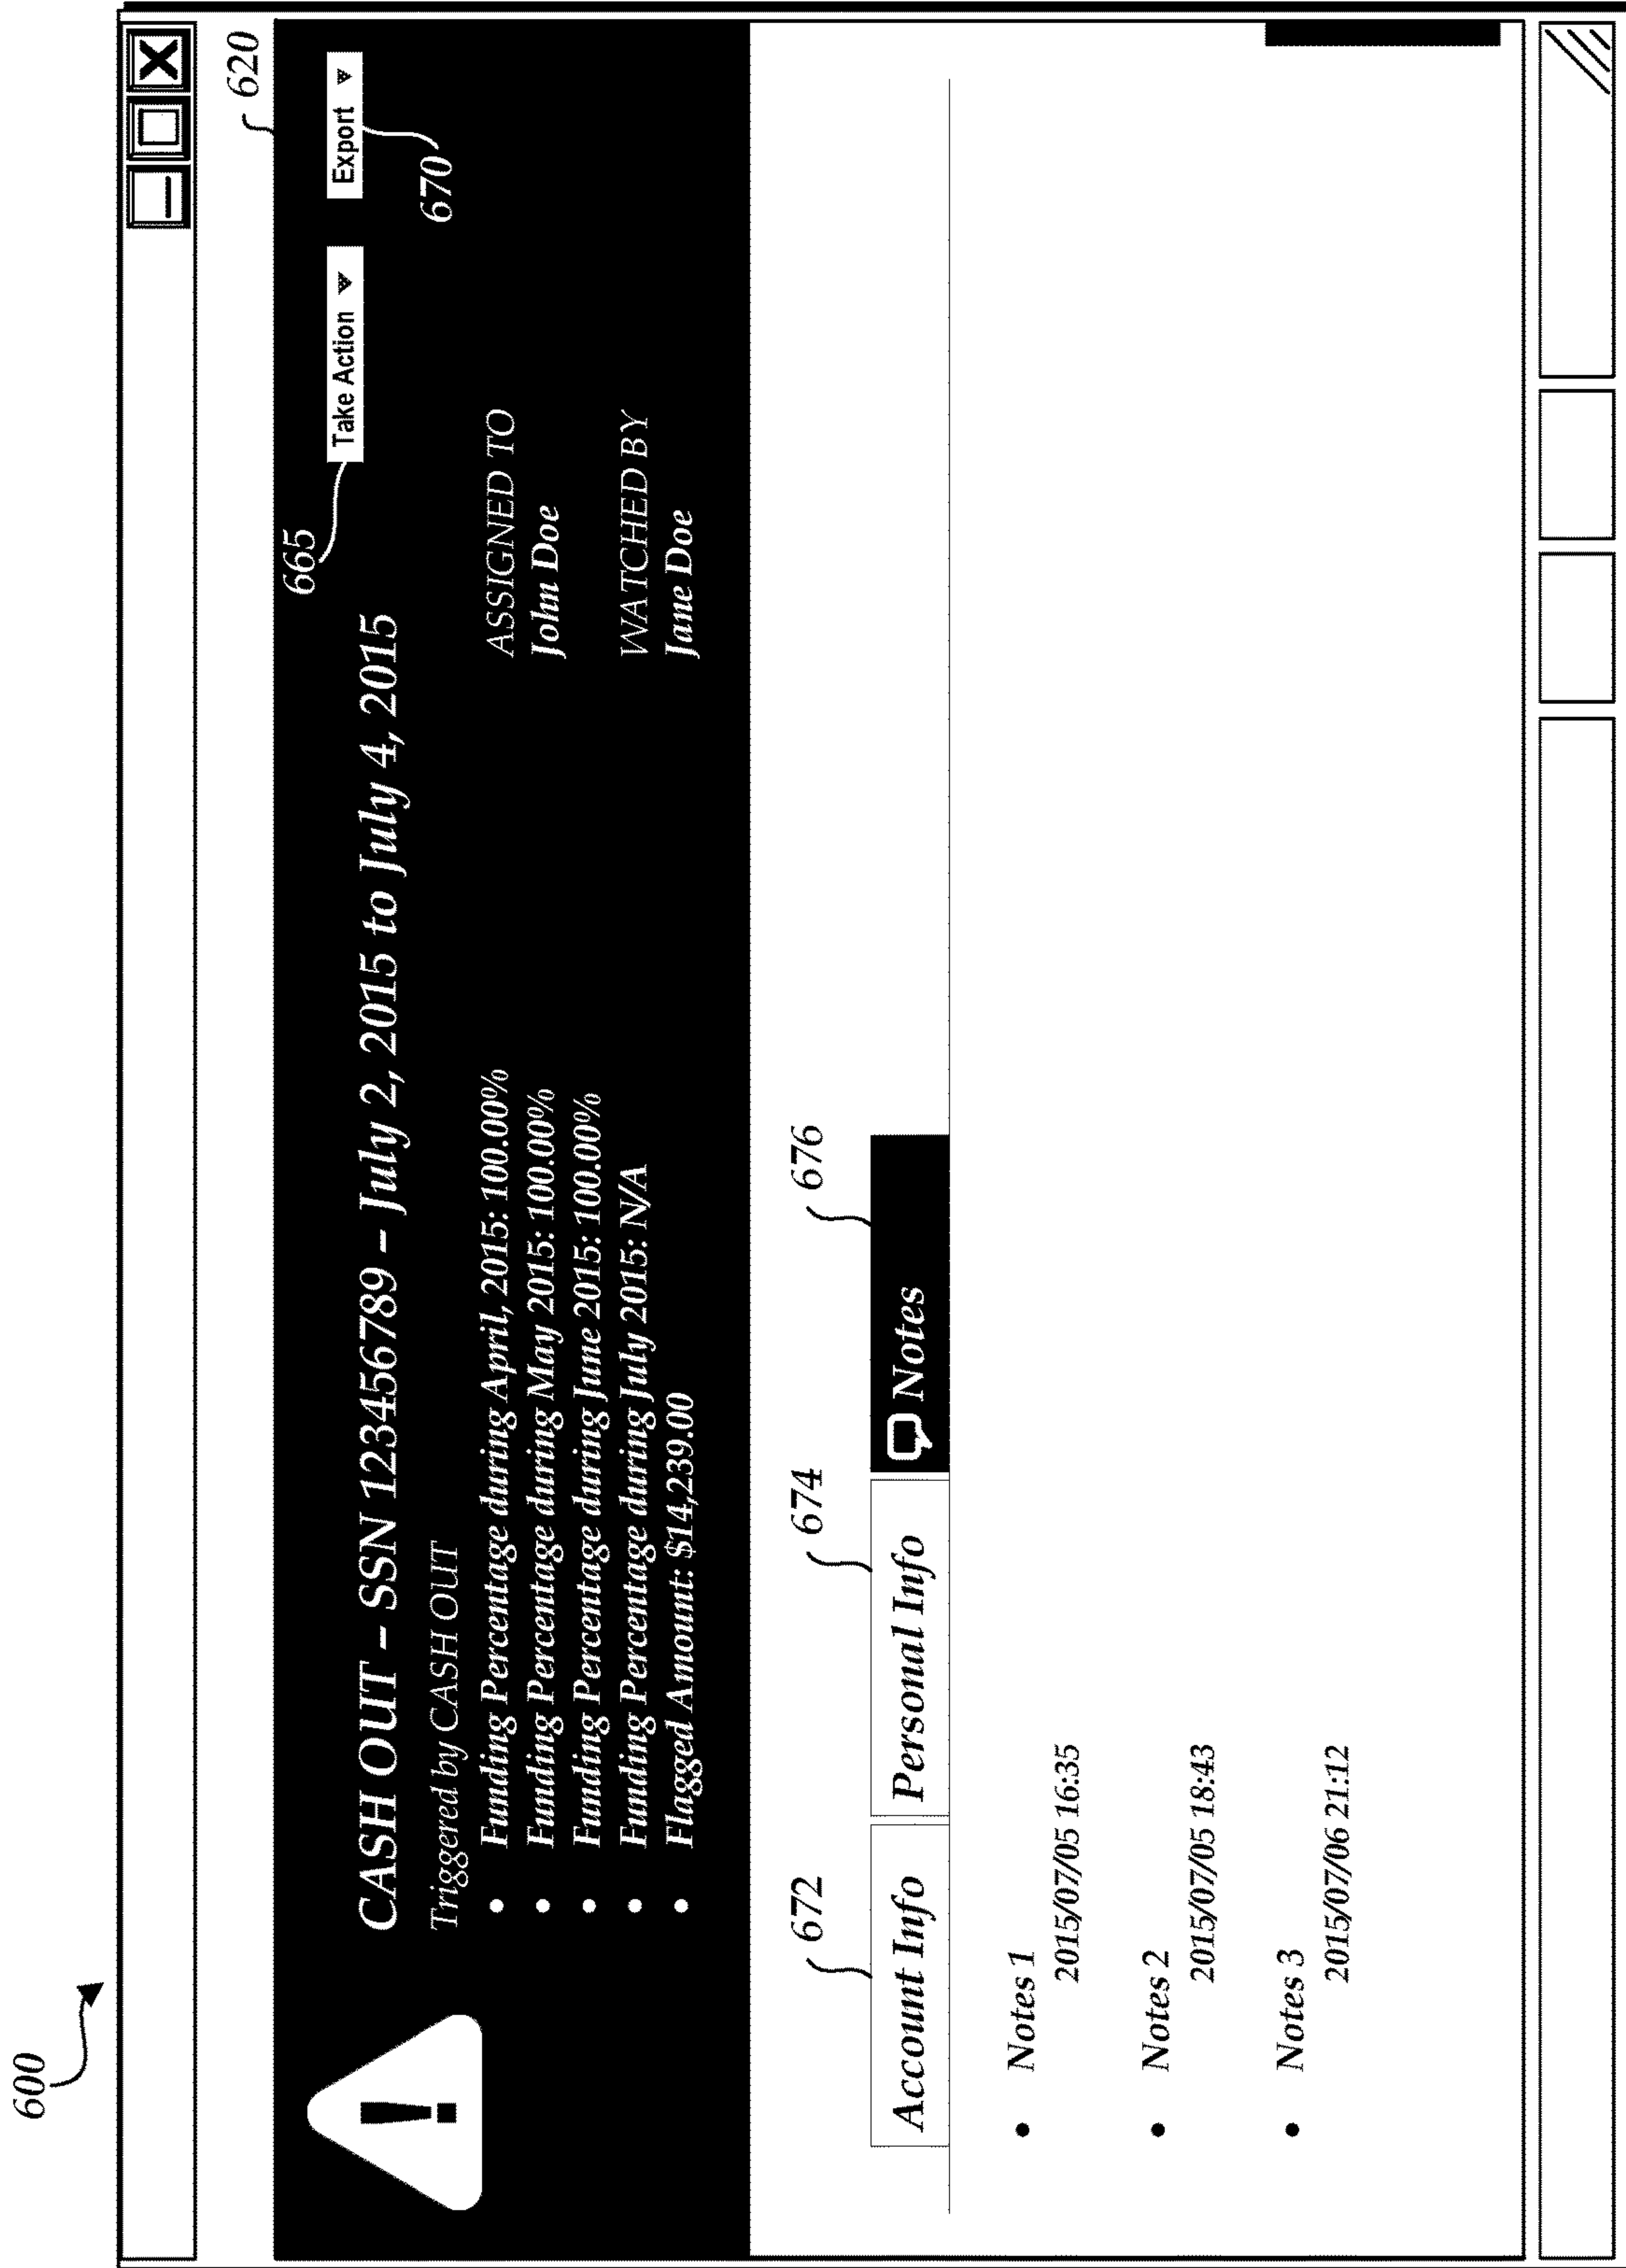 600
620
665
Take Action
Export
670
CASH OUT – SSN 123456789 – July 2, 2015 to July 4, 2015
Triggered by CASH OUT
• Funding Percentage during April, 2015: 100.00%
• Funding Percentage during May 2015: 100.00%
• Funding Percentage during June 2015: 100.00%
• Funding Percentage during July 2015: N/A
• Flagged Amount: $14,239.00
ASSIGNED TO
John Doe
WATCHED BY
Jane Doe
672
674
676
Account Info
Personal Info
Notes
• Notes 1
2015/07/05 16:35
• Notes 2
2015/07/05 18:43
• Notes 3
2015/07/06 21:12